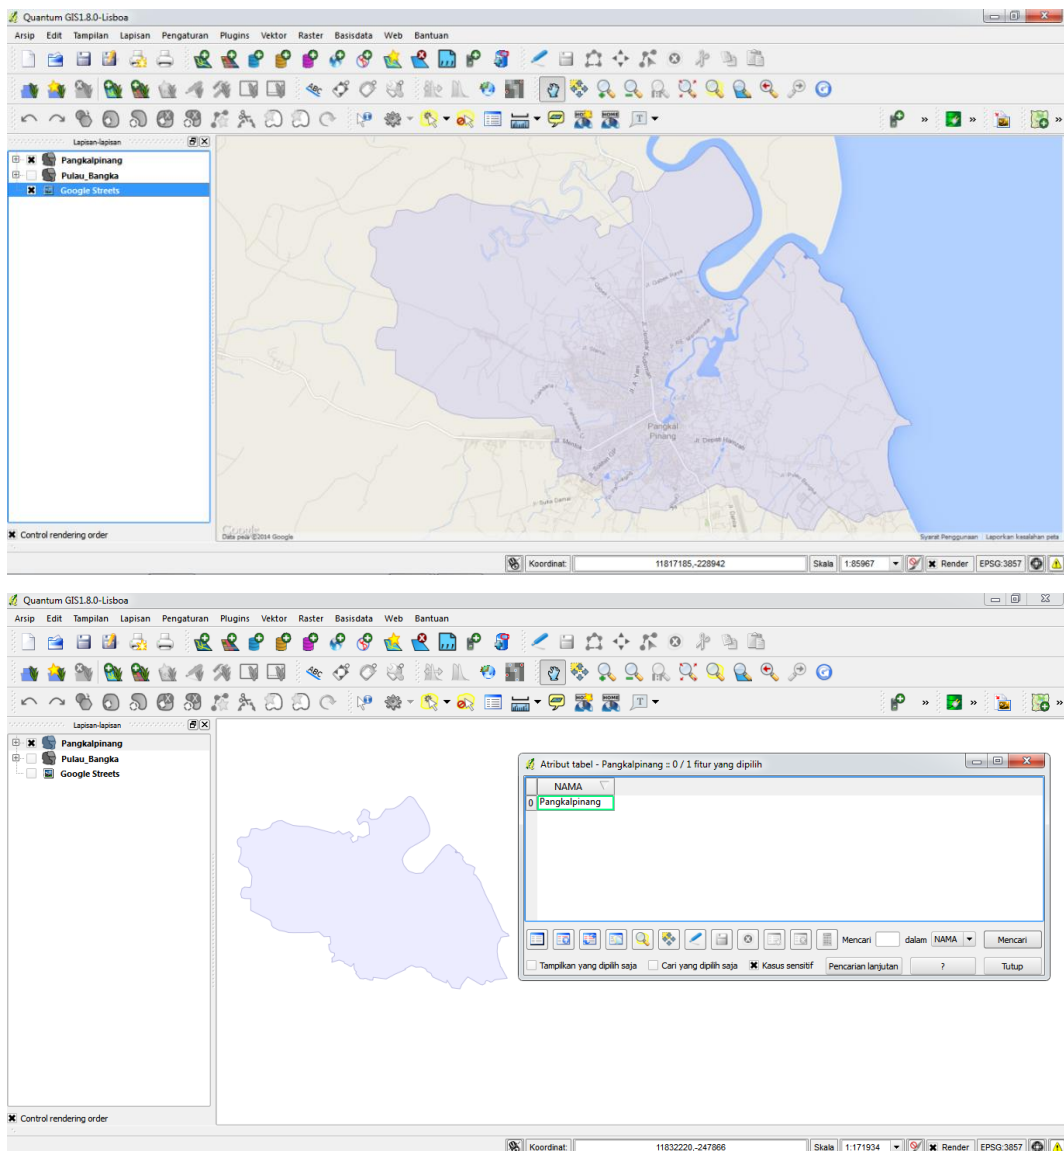 Quantum GIS1.8.0-Lisboa
Arsip Edit Tampilan Lapisan Pengaturan Plugins Vektor Raster Basisdata Web Bantuan
Lapisan-lapisan
Pangkalpinang
Pulau_Bangka
Google Streets
Jl. A. Yani
Jl. Mentok
Pangkal
Pinang
Google
Data peta ©2014 Google
Syarat Penggunaan Laporkan kesalahan peta
Control rendering order
Koordinat: 11817185,-228942 Skala 1:85967 Render EPSG:3857
Quantum GIS1.8.0-Lisboa
Arsip Edit Tampilan Lapisan Pengaturan Plugins Vektor Raster Basisdata Web Bantuan
Lapisan-lapisan
Pangkalpinang
Pulau_Bangka
Google Streets
Atribut tabel - Pangkalpinang :: 0 / 1 fitur yang dipilih
NAMA
0 Pangkalpinang
Mencari dalam NAMA Mencari
Tampilkan yang dipilih saja Cari yang dipilih saja Kasus sensitif Pencarian lanjutan ? Tutup
Control rendering order
Koordinat: 11832220,-247866 Skala 1:171934 Render EPSG:3857